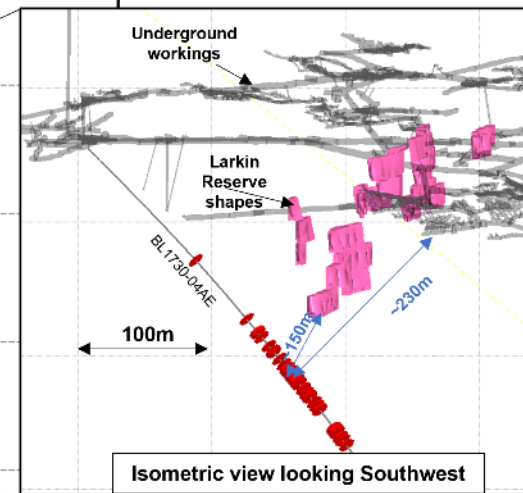 Underground
workings
Larkin
Reserve
shapes
BL1730-04AE
100m
~150m
~230m
Isometric view looking Southwest